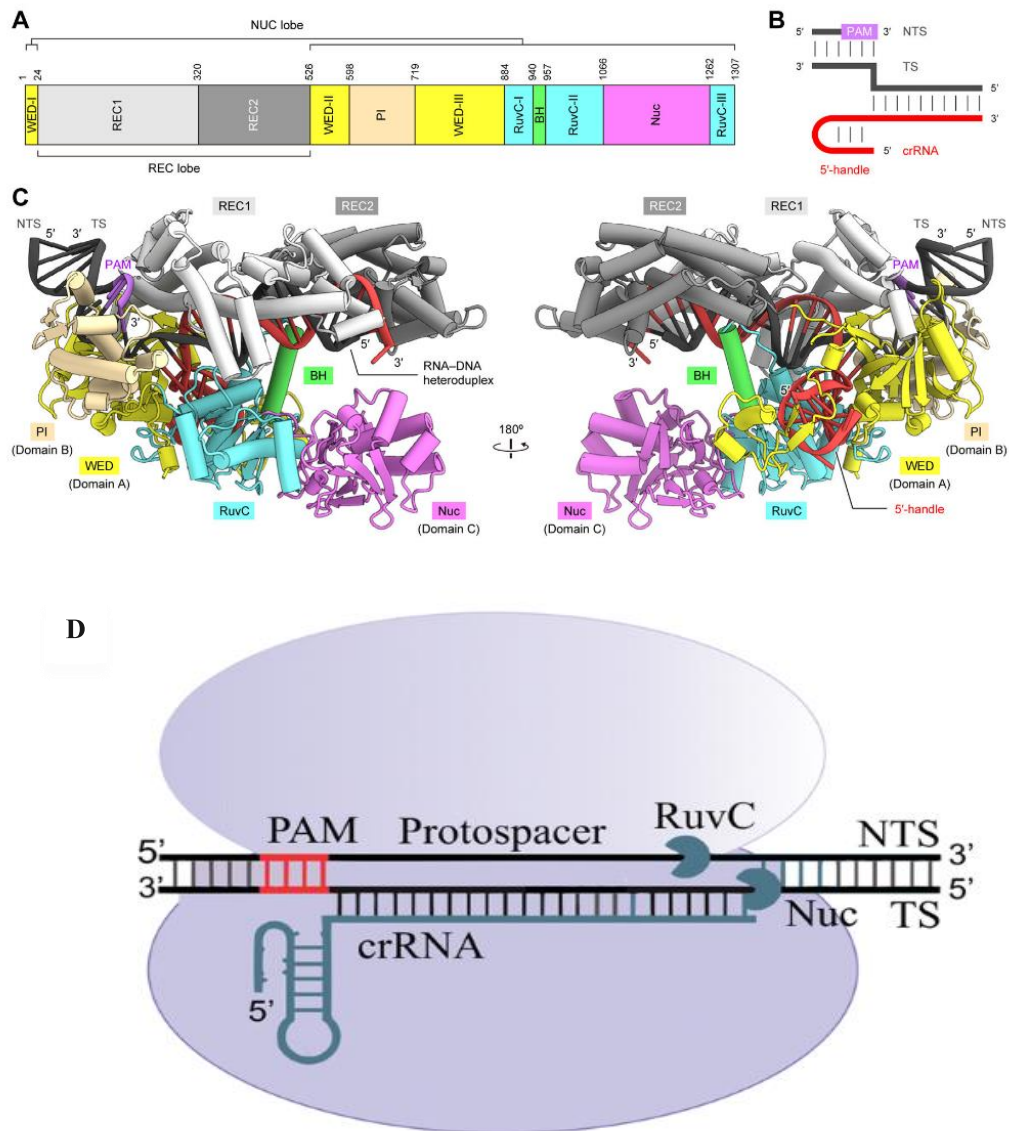 A
NUC lobe
1
24
320
526
598
719
884
940
957
1066
1262
1307
WED-I
REC1
REC2
WED-II
PI
WED-III
RuvC-I
BH
RuvC-II
Nuc
RuvC-III
REC lobe
B
5' PAM 3' NTS
3' TS
5'
3'
5' crRNA
5'-handle
C
REC1 REC2
NTS 5' 3' TS
PAM
3'
5'
3'
RNA–DNA
heteroduplex
BH
PI
(Domain B)
WED
(Domain A)
RuvC
Nuc
(Domain C)
180º
REC2 REC1
TS 3' 5' NTS
PAM
3'
BH
5'
PI
(Domain B)
WED
(Domain A)
Nuc
(Domain C)
RuvC
5'-handle
D
PAM Protospacer RuvC NTS
5’ 3’
3’ 5’
Nuc TS
crRNA
5’